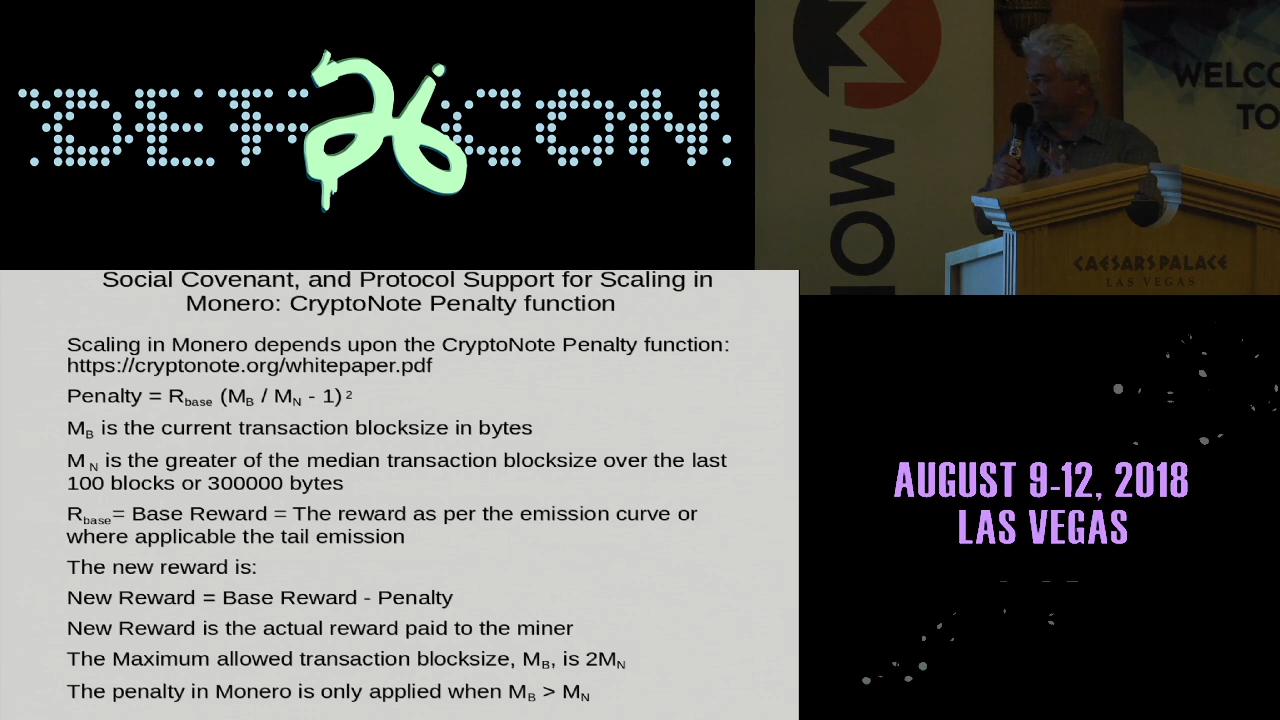 DEF 26 CON
WELCO
TO
MON
CAESARS PALACE
LAS VEGAS
Social Covenant, and Protocol Support for Scaling in
Monero: CryptoNote Penalty function
Scaling in Monero depends upon the CryptoNote Penalty function:
https://cryptonote.org/whitepaper.pdf
Penalty = Rbase (MB / MN - 1) 2
MB is the current transaction blocksize in bytes
M N is the greater of the median transaction blocksize over the last
100 blocks or 300000 bytes
Rbase= Base Reward = The reward as per the emission curve or
where applicable the tail emission
The new reward is:
New Reward = Base Reward - Penalty
New Reward is the actual reward paid to the miner
The Maximum allowed transaction blocksize, MB, is 2MN
The penalty in Monero is only applied when MB > MN
AUGUST 9-12, 2018
LAS VEGAS